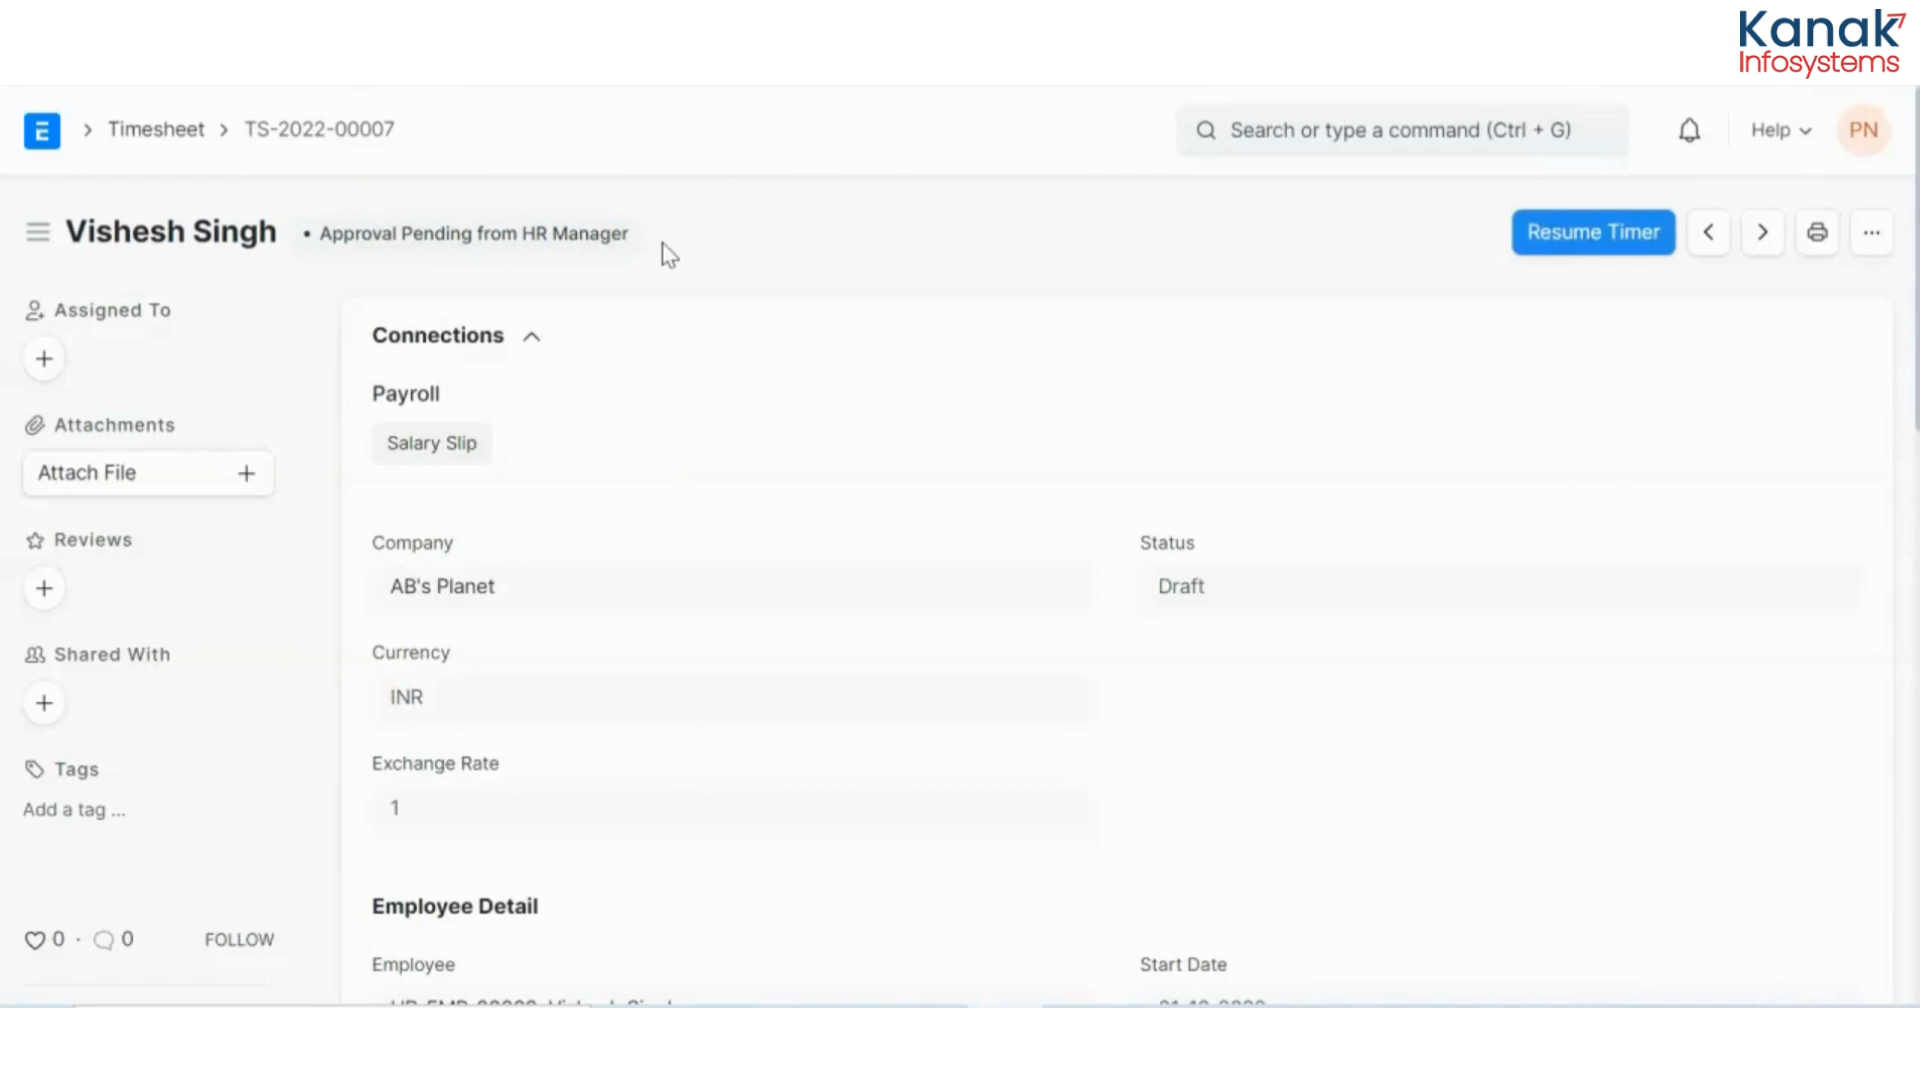 Kanak
Infosystems
E
Timesheet
TS-2022-00007
Search or type a command (Ctrl + G)
Help
PN
Vishesh Singh
• Approval Pending from HR Manager
Resume Timer
...
Assigned To
+
Attachments
Attach File +
Reviews
+
Shared With
+
Tags
Add a tag ...
0 · 0
FOLLOW
Connections
Payroll
Salary Slip
Company
AB's Planet
Status
Draft
Currency
INR
Exchange Rate
1
Employee Detail
Employee
Start Date